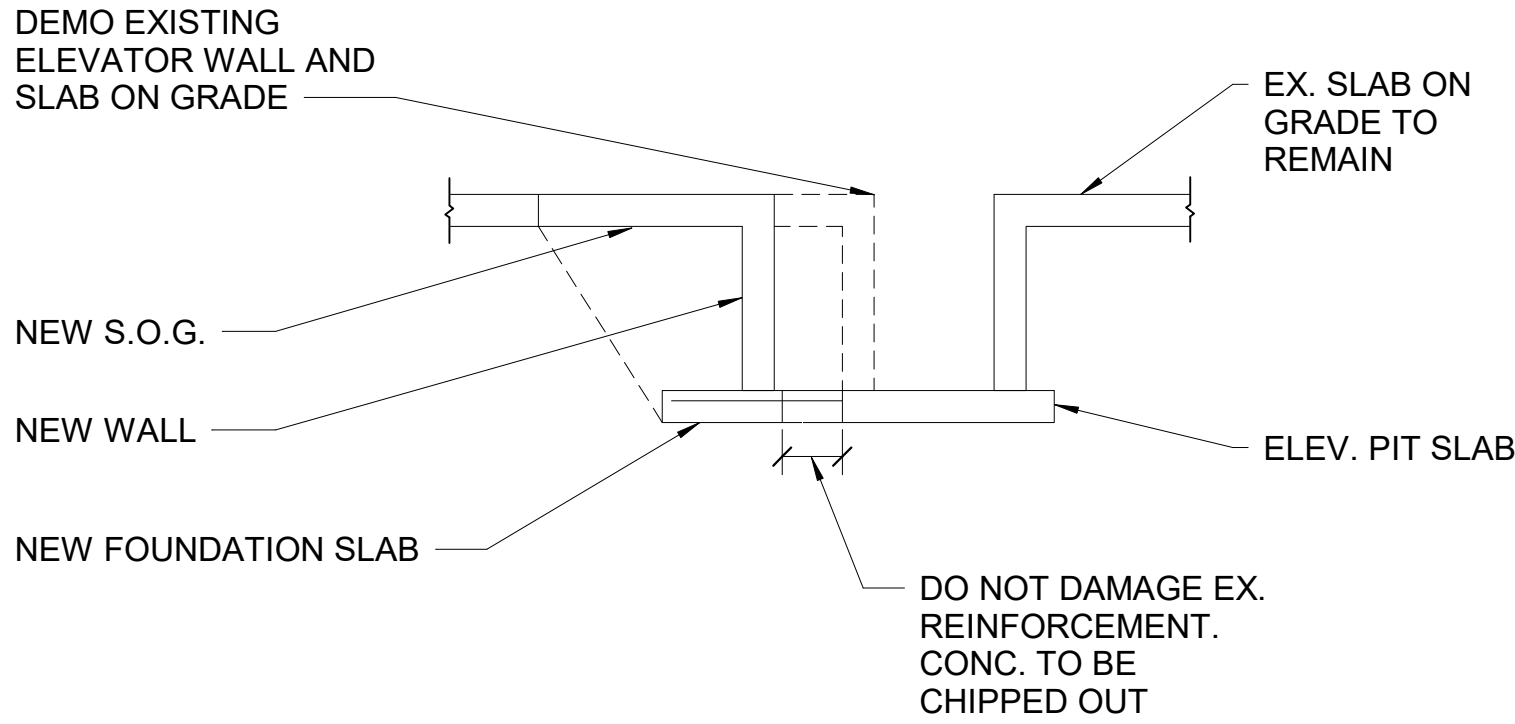 DEMO EXISTING
ELEVATOR WALL AND
SLAB ON GRADE
EX. SLAB ON
GRADE TO
REMAIN
NEW S.O.G.
NEW WALL
ELEV. PIT SLAB
NEW FOUNDATION SLAB
DO NOT DAMAGE EX.
REINFORCEMENT.
CONC. TO BE
CHIPPED OUT